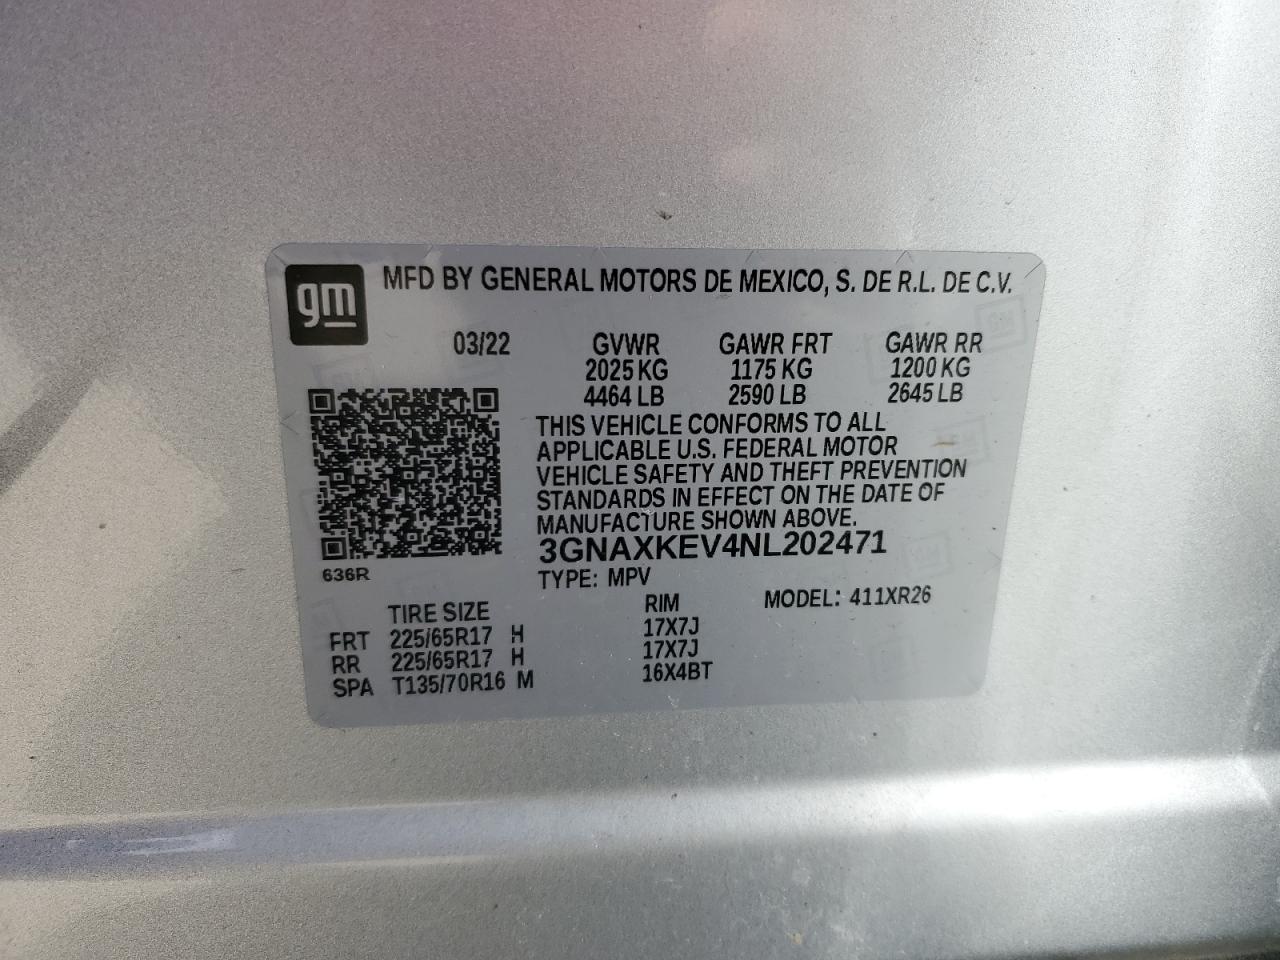 gm
MFD BY GENERAL MOTORS DE MEXICO, S. DE R.L. DE C.V.
03/22 GVWR GAWR FRT GAWR RR
2025 KG 1175 KG 1200 KG
4464 LB 2590 LB 2645 LB
THIS VEHICLE CONFORMS TO ALL
APPLICABLE U.S. FEDERAL MOTOR
VEHICLE SAFETY AND THEFT PREVENTION
STANDARDS IN EFFECT ON THE DATE OF
MANUFACTURE SHOWN ABOVE.
3GNAXKEV4NL202471
636R
TYPE: MPV MODEL: 411XR26
TIRE SIZE RIM
FRT 225/65R17 H 17X7J
RR 225/65R17 H 17X7J
SPA T135/70R16 M 16X4BT